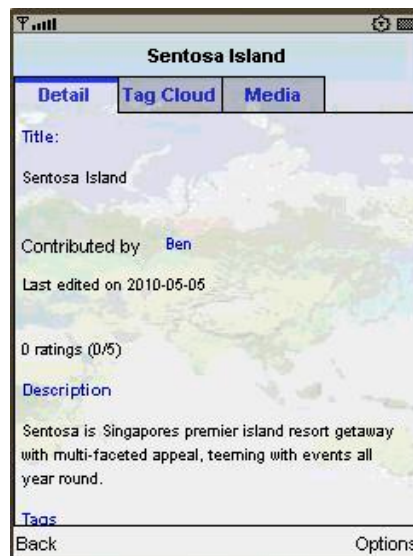 Sentosa Island
Detail Tag Cloud Media
Title:
Sentosa Island
Contributed by Ben
Last edited on 2010-05-05
0 ratings (0/5)
Description
Sentosa is Singapores premier island resort getaway
with multi-faceted appeal, teeming with events all
year round.
Tags
Back Options